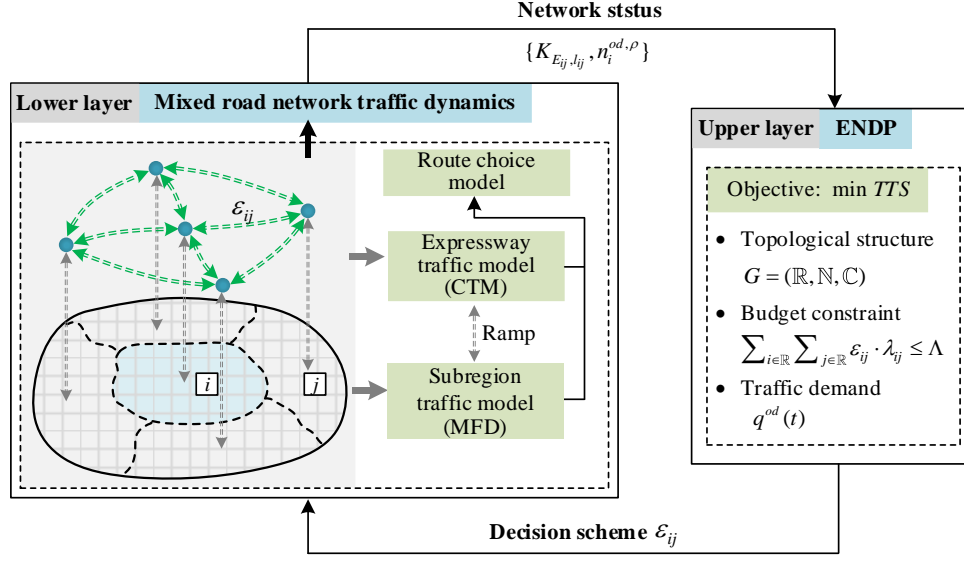 Network ststus
{K_{E_{ij},l_{ij}}, n_i^{od,ρ}}
Lower layer
Mixed road network traffic dynamics
Route choice
model
ε_{ij}
Expressway
traffic model
(CTM)
Ramp
Subregion
traffic model
(MFD)
i
j
Upper layer
ENDP
Objective: min TTS
• Topological structure
G = (ℝ, ℕ, ℂ)
• Budget constraint
∑_{i∈ℝ} ∑_{j∈ℝ} ε_{ij} · λ_{ij} ≤ Λ
• Traffic demand
q^{od}(t)
Decision scheme ε_{ij}